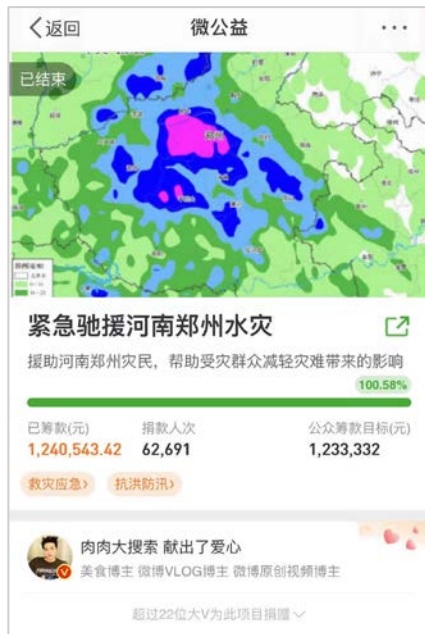 返回
微公益
已结束
郑州
紧急驰援河南郑州水灾
援助河南郑州灾民，帮助受灾群众减轻灾难带来的影响
100.58%
已筹款(元) 捐款人次 公众筹款目标(元)
1,240,543.42 62,691 1,233,332
救灾应急› 抗洪防汛›
肉肉大搜索 献出了爱心
美食博主 微博VLOG博主 微博原创视频博主
超过22位大V为此项目捐赠